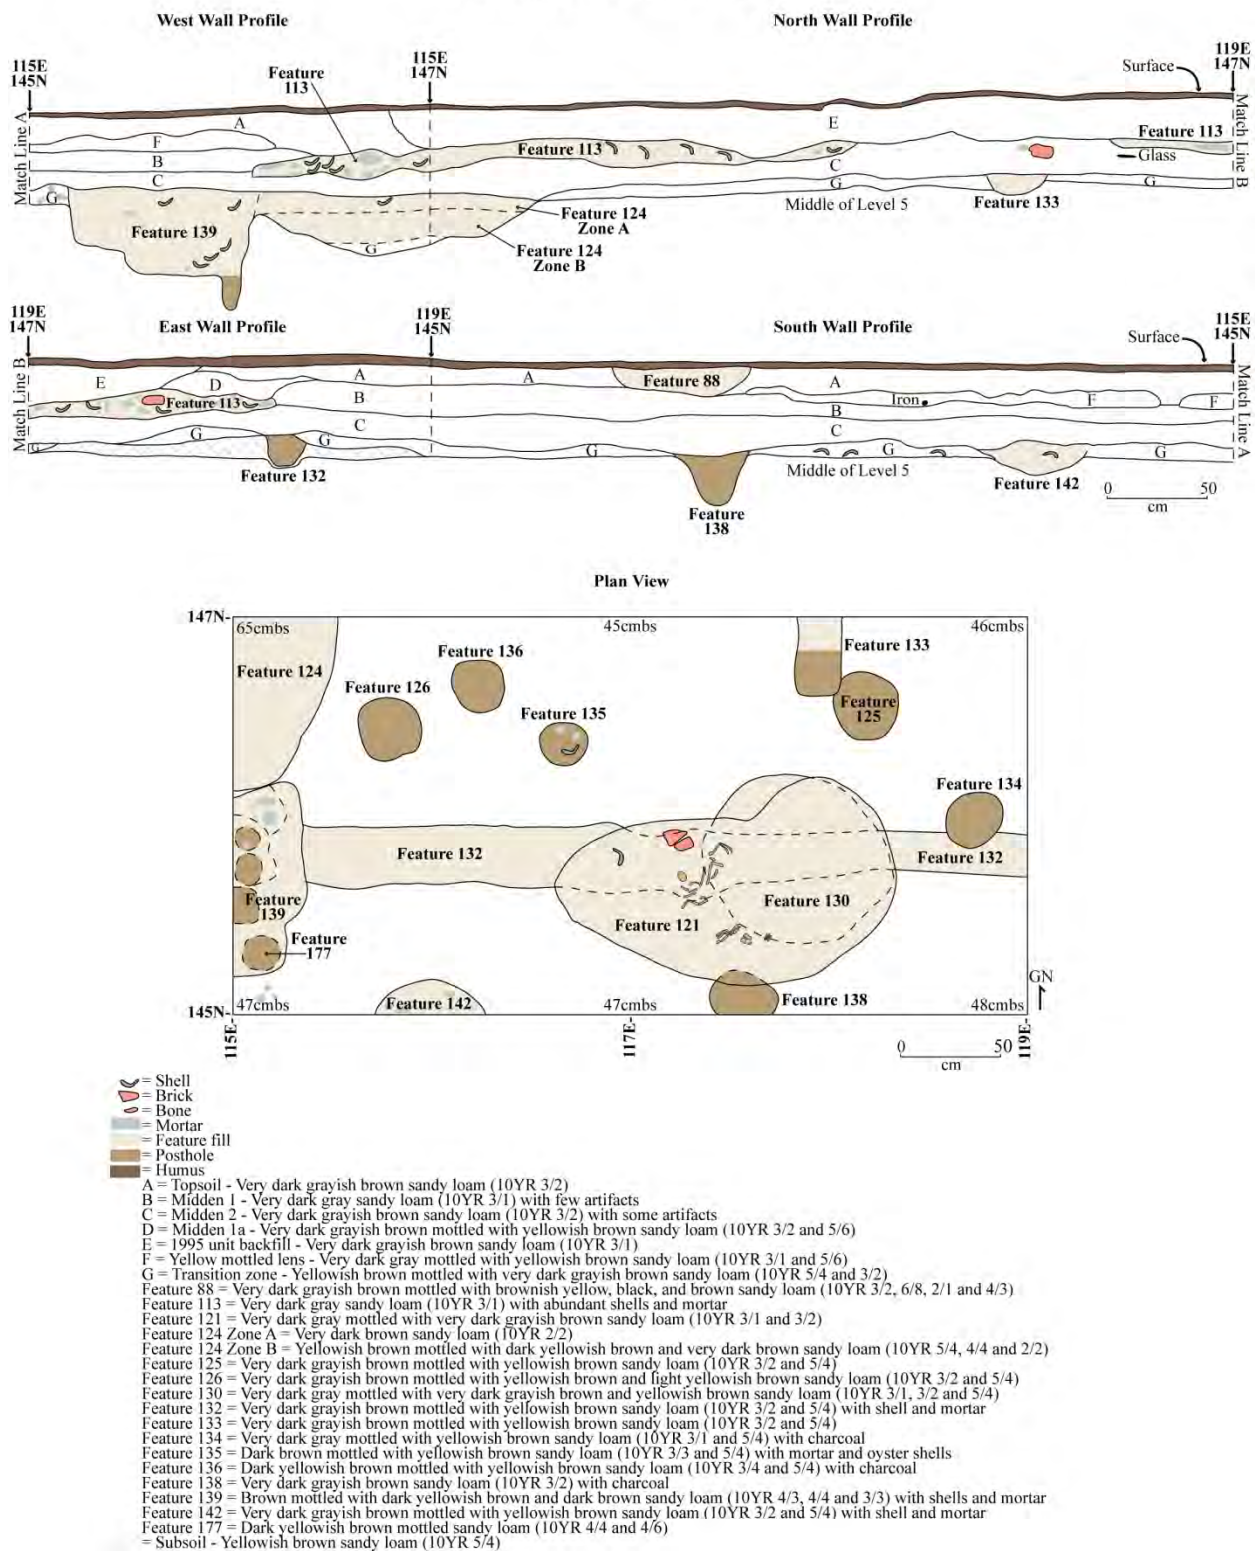 West Wall Profile
North Wall Profile
115E
145N
Feature
113
115E
147N
Surface
119E
147N
Match Line A
A
F
B
C
G
Feature 139
G
Feature 113
E
C
G
Middle of Level 5
Feature 113
Glass
G
Feature 133
Match Line B
Feature 124
Zone A
Feature 124
Zone B
119E
147N
East Wall Profile
119E
145N
South Wall Profile
Surface
115E
145N
Match Line B
E
D
A
Feature 113
B
C
G
G
G
Feature 132
A
Feature 88
A
Iron
F
F
B
C
G
G
G
Middle of Level 5
Feature
138
Feature 142
Match Line A
0 50
cm
Plan View
147N-
65cmbs
45cmbs
46cmbs
Feature 124
Feature 136
Feature 126
Feature 135
Feature 133
Feature
125
Feature 134
Feature 132
Feature 132
Feature
139
Feature 130
Feature 121
Feature
177
GN
145N-
47cmbs
Feature 142
47cmbs
Feature 138
48cmbs
115E-
117E-
119E-
0 50
cm
= Shell
= Brick
= Bone
= Mortar
= Feature fill
= Posthole
= Humus
A = Topsoil - Very dark grayish brown sandy loam (10YR 3/2)
B = Midden 1 - Very dark gray sandy loam (10YR 3/1) with few artifacts
C = Midden 2 - Very dark grayish brown sandy loam (10YR 3/2) with some artifacts
D = Midden 1a - Very dark grayish brown mottled with yellowish brown sandy loam (10YR 3/2 and 5/6)
E = 1995 unit backfill - Very dark grayish brown sandy loam (10YR 3/1)
F = Yellow mottled lens - Very dark gray mottled with yellowish brown sandy loam (10YR 3/1 and 5/6)
G = Transition zone - Yellowish brown mottled with very dark grayish brown sandy loam (10YR 5/4 and 3/2)
Feature 88 = Very dark grayish brown mottled with brownish yellow, black, and brown sandy loam (10YR 3/2, 6/8, 2/1 and 4/3)
Feature 113 = Very dark gray sandy loam (10YR 3/1) with abundant shells and mortar
Feature 121 = Very dark gray mottled with very dark grayish brown sandy loam (10YR 3/1 and 3/2)
Feature 124 Zone A = Very dark brown sandy loam (10YR 2/2)
Feature 124 Zone B = Yellowish brown mottled with dark yellowish brown and very dark brown sandy loam (10YR 5/4, 4/4 and 2/2)
Feature 125 = Very dark grayish brown mottled with yellowish brown sandy loam (10YR 3/2 and 5/4)
Feature 126 = Very dark grayish brown mottled with yellowish brown and light yellowish brown sandy loam (10YR 3/2 and 5/4)
Feature 130 = Very dark gray mottled with very dark grayish brown and yellowish brown sandy loam (10YR 3/1, 3/2 and 5/4)
Feature 132 = Very dark grayish brown mottled with yellowish brown sandy loam (10YR 3/2 and 5/4) with shell and mortar
Feature 133 = Very dark grayish brown mottled with yellowish brown sandy loam (10YR 3/2 and 5/4)
Feature 134 = Very dark gray mottled with yellowish brown sandy loam (10YR 3/1 and 5/4) with charcoal
Feature 135 = Dark brown mottled with yellowish brown sandy loam (10YR 3/3 and 5/4) with mortar and oyster shells
Feature 136 = Dark yellowish brown mottled with yellowish brown sandy loam (10YR 3/4 and 5/4) with charcoal
Feature 138 = Very dark grayish brown sandy loam (10YR 3/2) with charcoal
Feature 139 = Brown mottled with dark yellowish brown and dark brown sandy loam (10YR 4/3, 4/4 and 3/3) with shells and mortar
Feature 142 = Very dark grayish brown mottled with yellowish brown sandy loam (10YR 3/2 and 5/4) with shell and mortar
Feature 177 = Dark yellowish brown mottled sandy loam (10YR 4/4 and 4/6)
= Subsoil - Yellowish brown sandy loam (10YR 5/4)